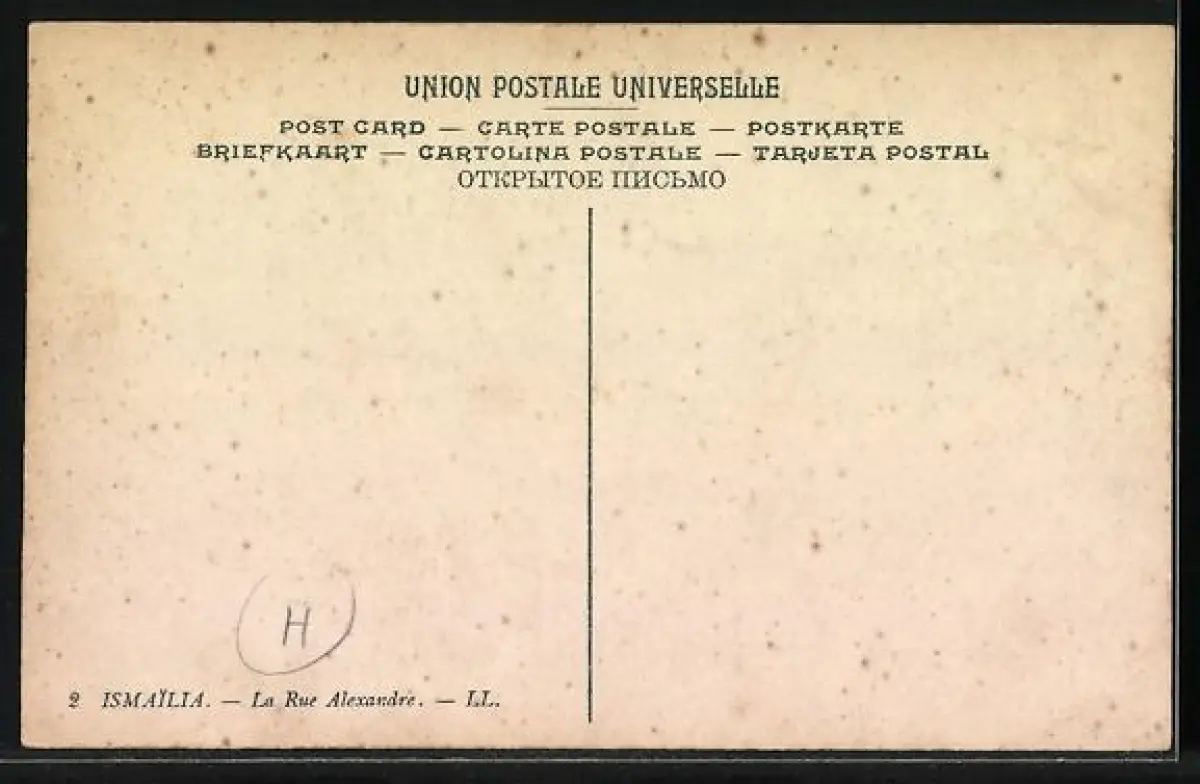 UNION POSTALE UNIVERSELLE
POST CARD — CARTE POSTALE — POSTKARTE
BRIEFKAART — CARTOLINA POSTALE — TARJETA POSTAL
ОТКРЫТОЕ ПИСЬМО
H
2 ISMAÏLIA. — La Rue Alexandre. — LL.